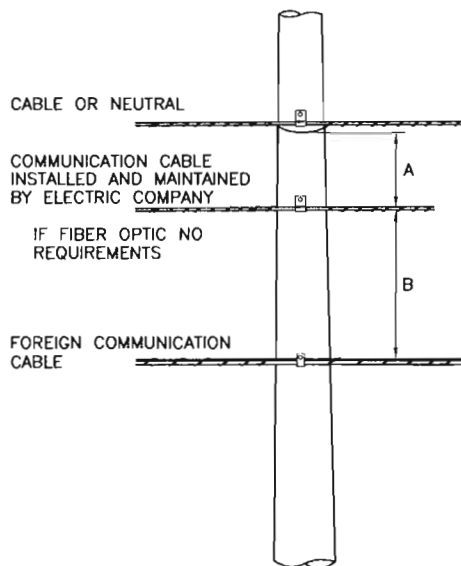 CABLE OR NEUTRAL
COMMUNICATION CABLE
INSTALLED AND MAINTAINED
BY ELECTRIC COMPANY
A
IF FIBER OPTIC NO
REQUIREMENTS
B
FOREIGN COMMUNICATION
CABLE